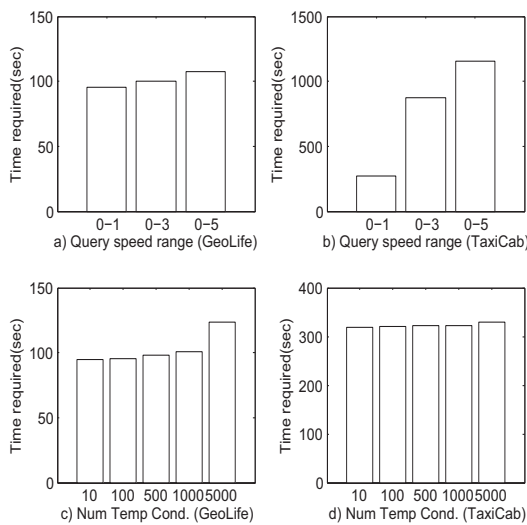 150
100
50
0
Time required(sec)
0−1 0−3 0−5
a) Query speed range (GeoLife)
1500
1000
500
0
Time required(sec)
0−1 0−3 0−5
b) Query speed range (TaxiCab)
150
100
50
0
Time required(sec)
10 100 500 1000 5000
c) Num Temp Cond. (GeoLife)
400
300
200
0
Time required(sec)
10 100 500 1000 5000
d) Num Temp Cond. (TaxiCab)